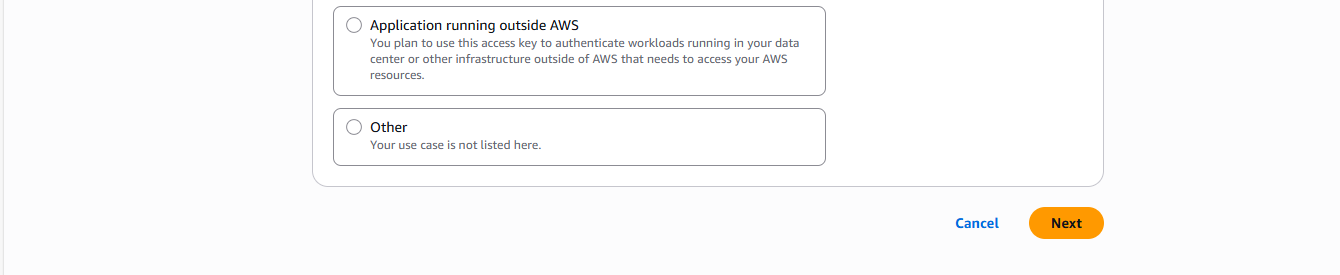 Application running outside AWS
You plan to use this access key to authenticate workloads running in your data
center or other infrastructure outside of AWS that needs to access your AWS
resources.
Other
Your use case is not listed here.
Cancel
Next